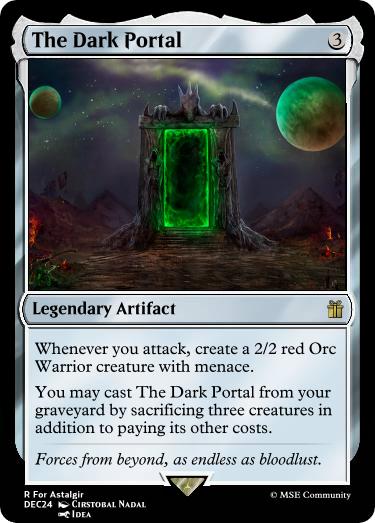 The Dark Portal 3
Legendary Artifact
Whenever you attack, create a 2/2 red Orc
Warrior creature with menace.
You may cast The Dark Portal from your
graveyard by sacrificing three creatures in
addition to paying its other costs.
Forces from beyond, as endless as bloodlust.
R For Astalgir
DEC24 Cirstobal Nadal
Idea
© MSE Community